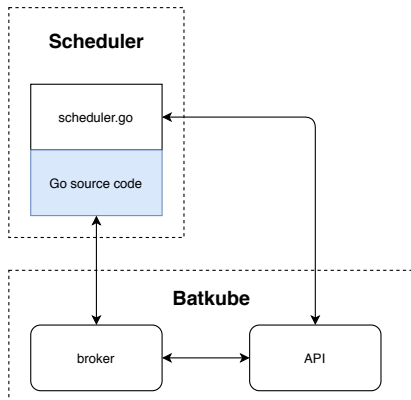 Scheduler
scheduler.go
Go source code
Batkube
broker
API